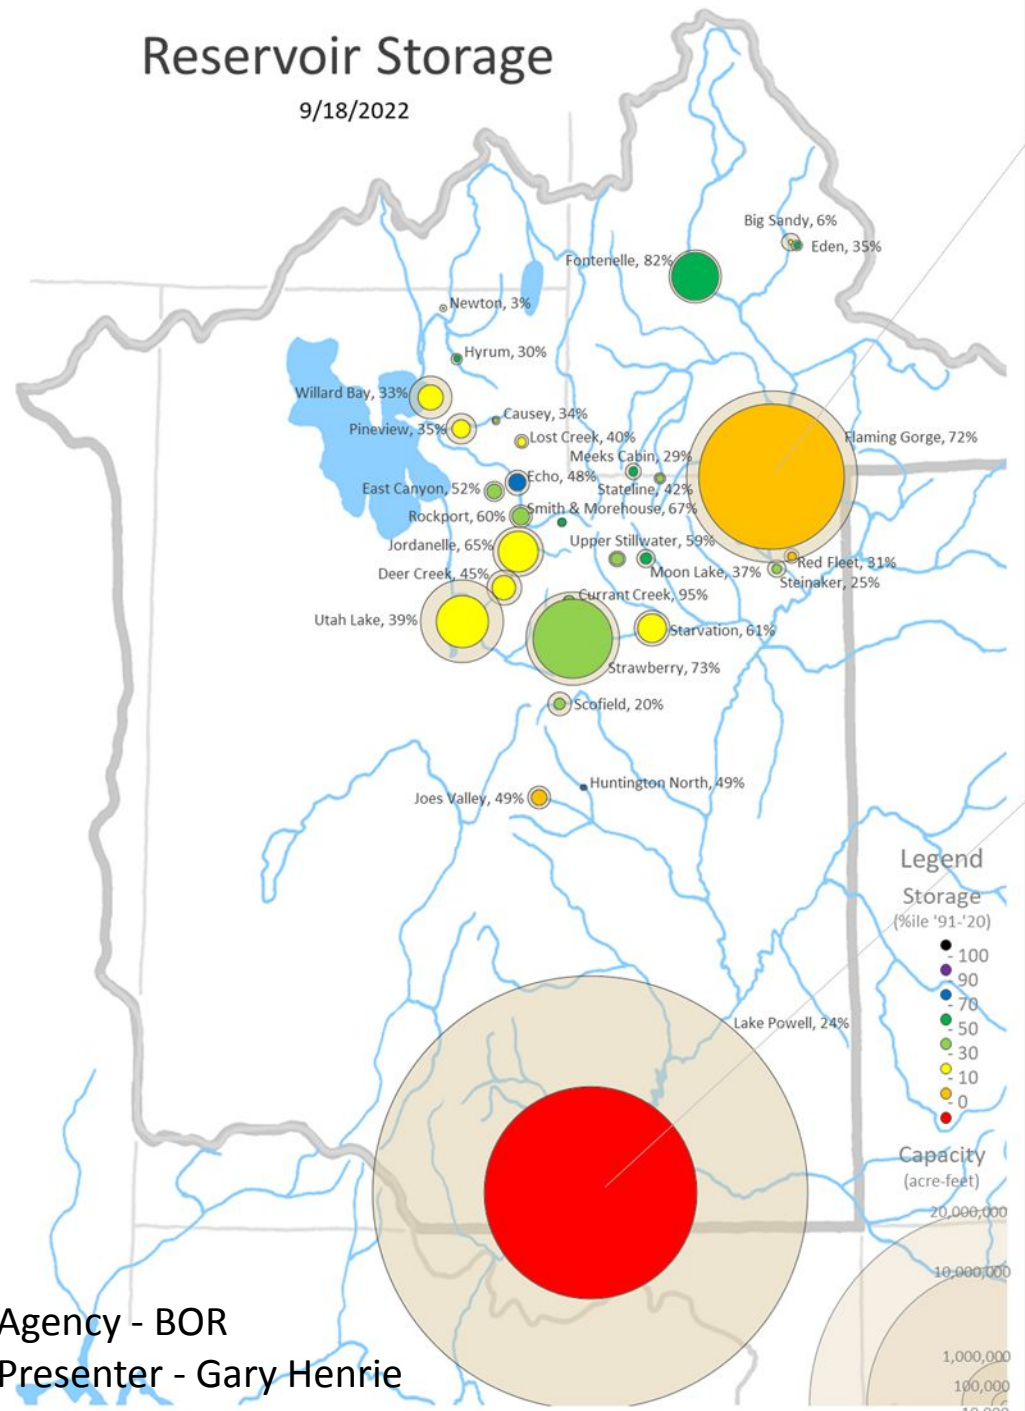 Reservoir Storage
9/18/2022
Big Sandy, 6%
Eden, 35%
Fontenelle, 82%
Newton, 3%
Hyrum, 30%
Willard Bay, 33%
Causey, 34%
Pineview, 35%
Lost Creek, 40%
Flaming Gorge, 72%
Meeks Cabin, 29%
Echo, 48%
East Canyon, 52%
Stateline, 42%
Smith & Morehouse, 67%
Rockport, 60%
Upper Stillwater, 59%
Jordanelle, 65%
Red Fleet, 31%
Moon Lake, 37%
Deer Creek, 45%
Steinaker, 25%
Currant Creek, 95%
Utah Lake, 39%
Starvation, 61%
Strawberry, 73%
Scofield, 20%
Huntington North, 49%
Joes Valley, 49%
Legend
Storage
(%ile '91-'20)
- 100
- 90
- 70
- 50
- 30
- 10
- 0
Lake Powell, 24%
Capacity
(acre-feet)
20,000,000
10,000,000
1,000,000
100,000
10,000
Agency - BOR
Presenter - Gary Henrie